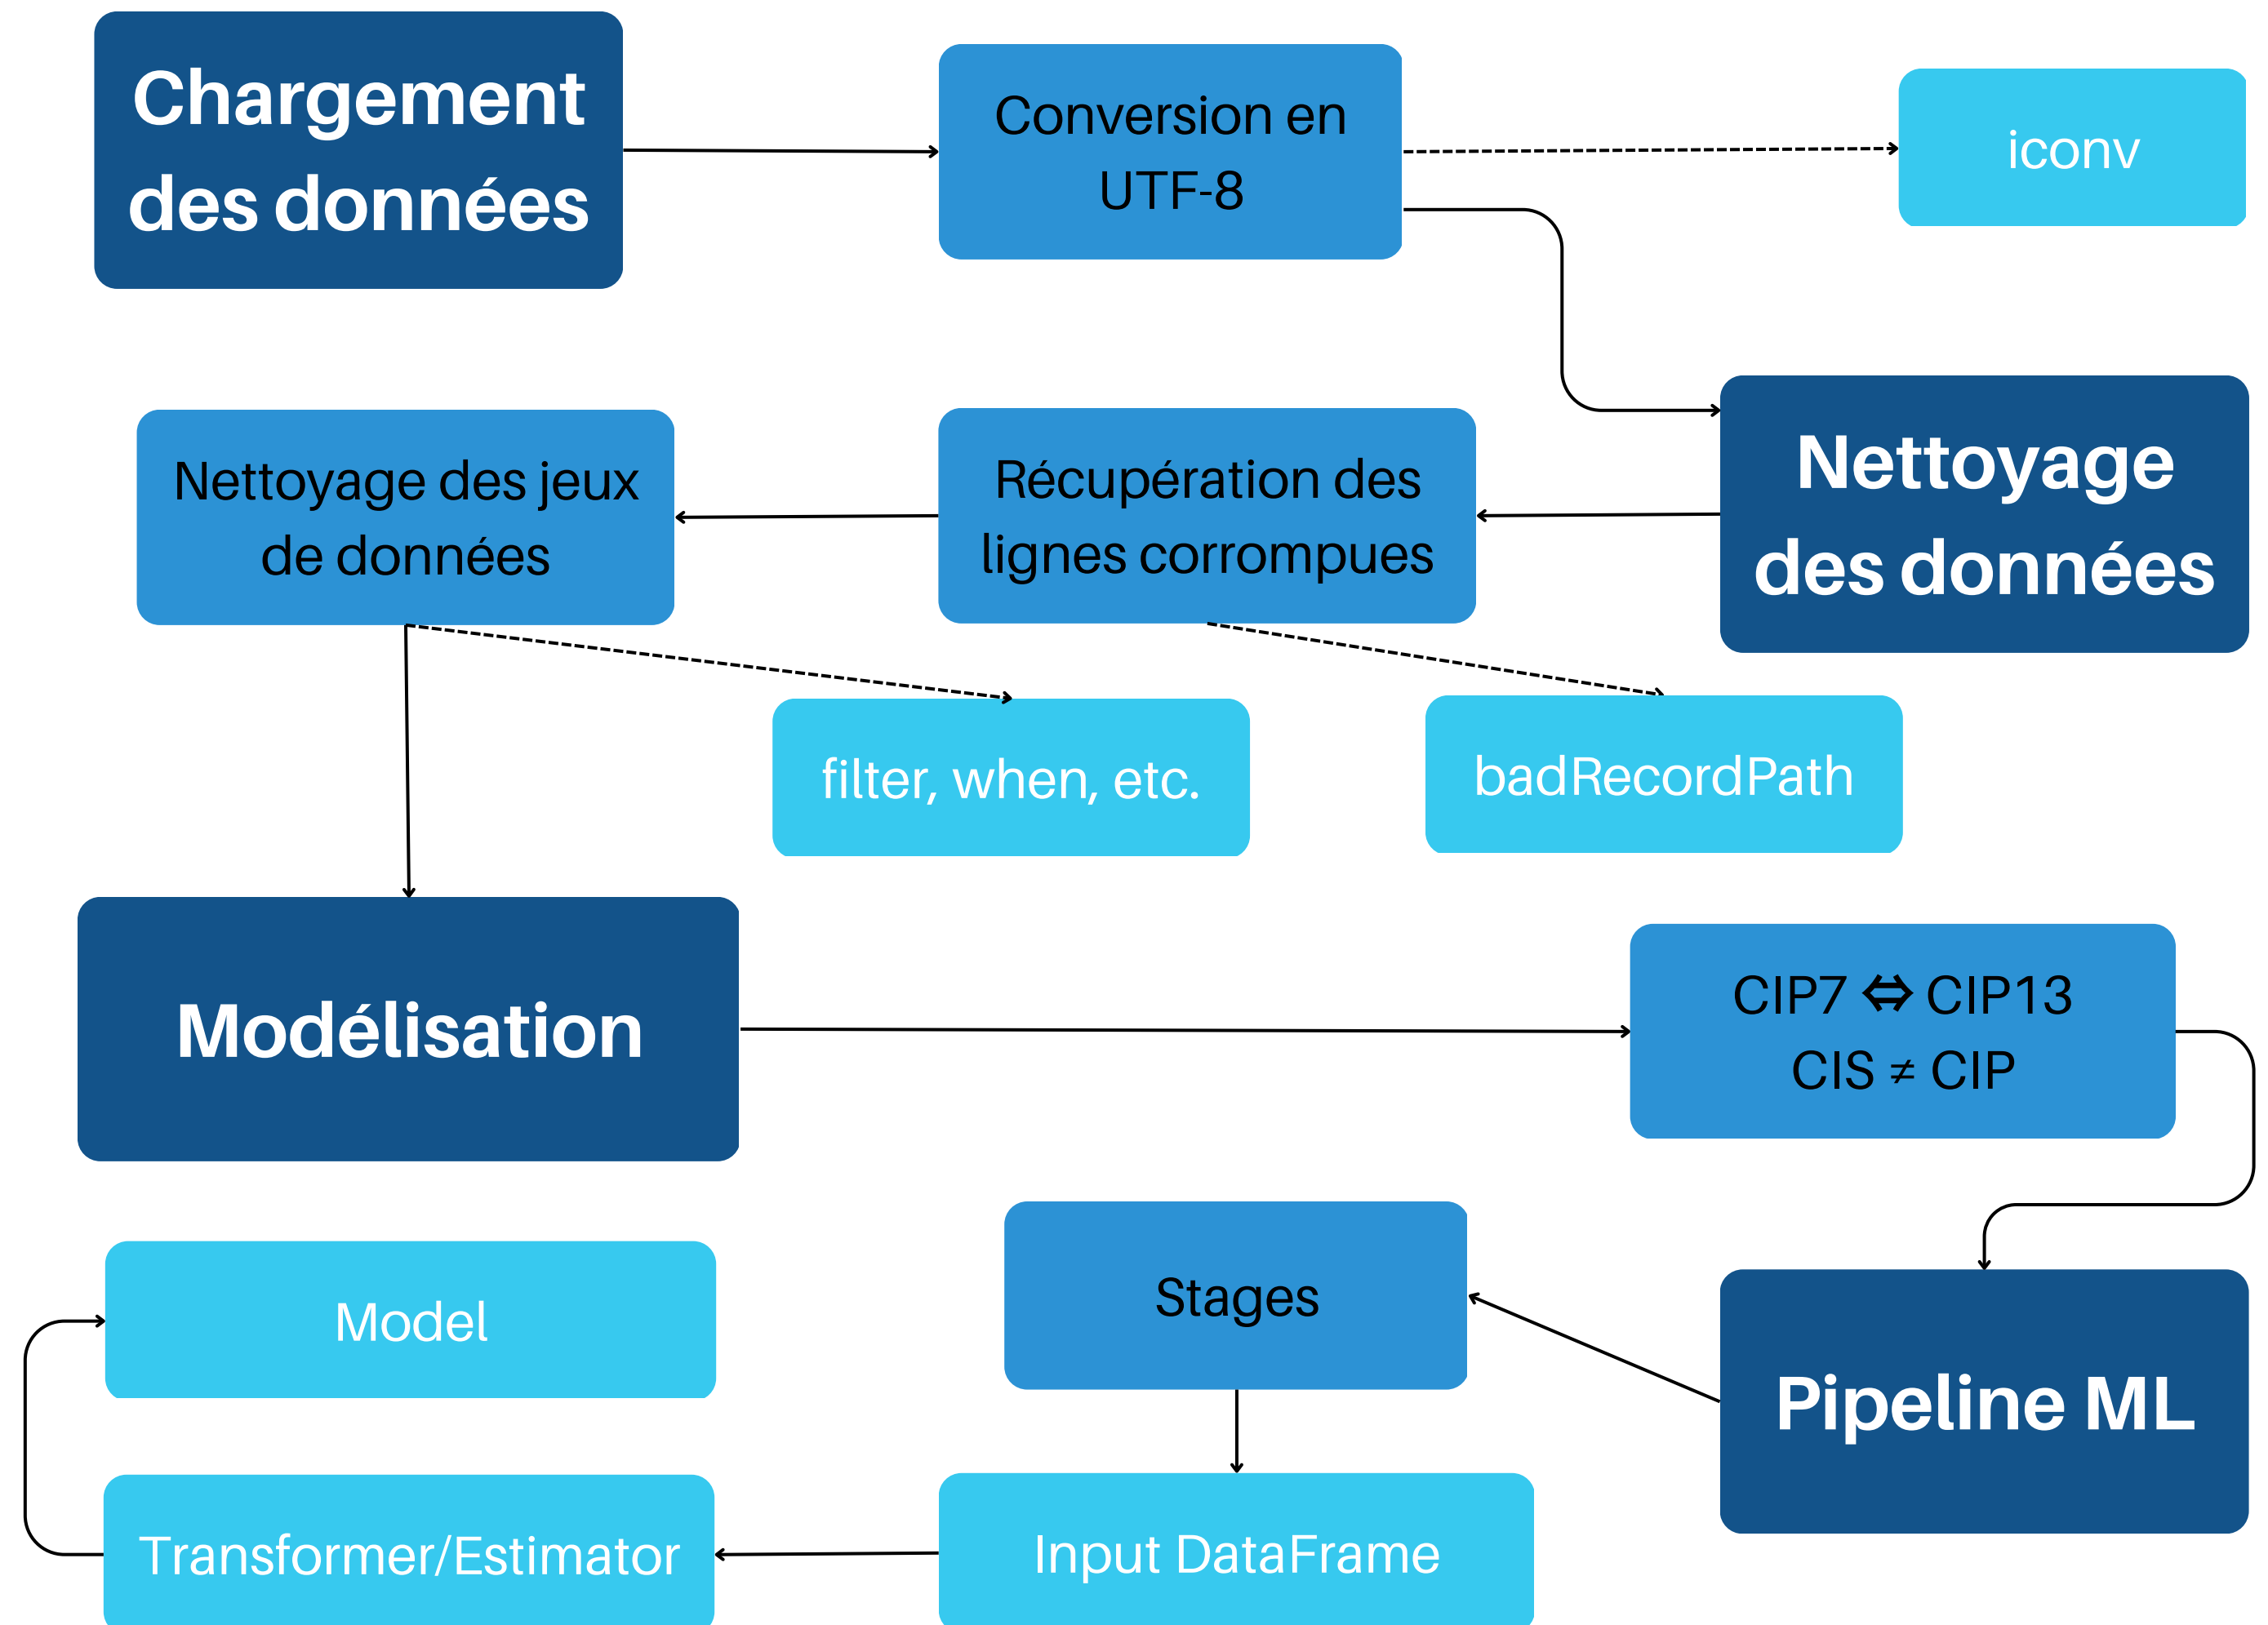 Chargement
des données
Conversion en
UTF-8
iconv
Nettoyage
des données
Récupération des
lignes corrompues
Nettoyage des jeux
de données
filter, when, etc.
badRecordPath
Modélisation
CIP7 ⇔ CIP13
CIS ≠ CIP
Pipeline ML
Stages
Input DataFrame
Transformer/Estimator
Model